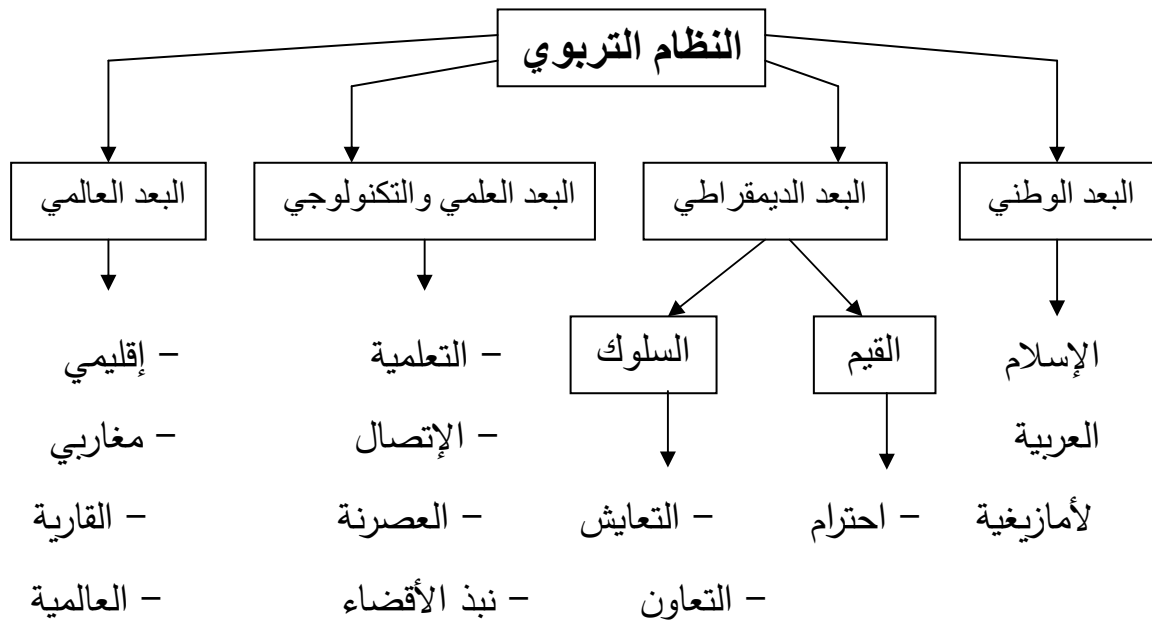 النظام التربوي
البعد الوطني
البعد الديمقراطي
البعد العلمي والتكنولوجي
البعد العالمي
القيم
السلوك
الإسلام
- التعلمية
- إقليمي
العربية
- الإتصال
- مغاربي
لأمازيغية
- احترام
- التعايش
- العصرنة
- القارية
- التعاون
- نبذ الأقضاء
- العالمية